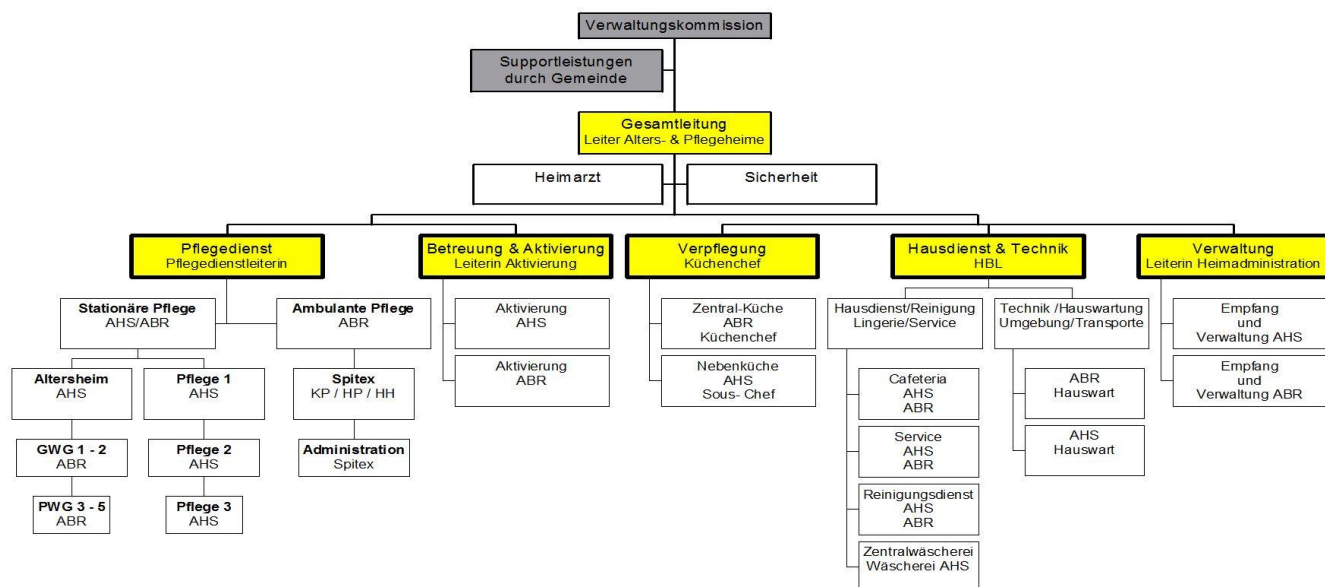 Verwaltungskommission
Supportleistungen
durch Gemeinde
Gesamtleitung
Leiter Alters- & Pflegeheime
Heimarzt
Sicherheit
Pflegedienst
Pflegedienstleiterin
Betreuung & Aktivierung
Leiterin Aktivierung
Verpflegung
Küchenchef
Hausdienst & Technik
HBL
Verwaltung
Leiterin Heimadministration
Stationäre Pflege
AHS/ABR
Ambulante Pflege
ABR
Altersheim
AHS
Pflege 1
AHS
Spitex
KP / HP / HH
GWG 1 - 2
ABR
Pflege 2
AHS
Administration
Spitex
PWG 3 - 5
ABR
Pflege 3
AHS
Aktivierung
AHS
Aktivierung
ABR
Zentral-Küche
ABR
Küchenchef
Nebenküche
AHS
Sous- Chef
Hausdienst/Reinigung
Lingerie/Service
Technik /Hauswartung
Umgebung/Transporte
Cafeteria
AHS
ABR
Service
AHS
ABR
Reinigungsdienst
AHS
ABR
Zentralwäscherei
Wäscherei AHS
ABR
Hauswart
AHS
Hauswart
Empfang
und
Verwaltung AHS
Empfang
und
Verwaltung ABR